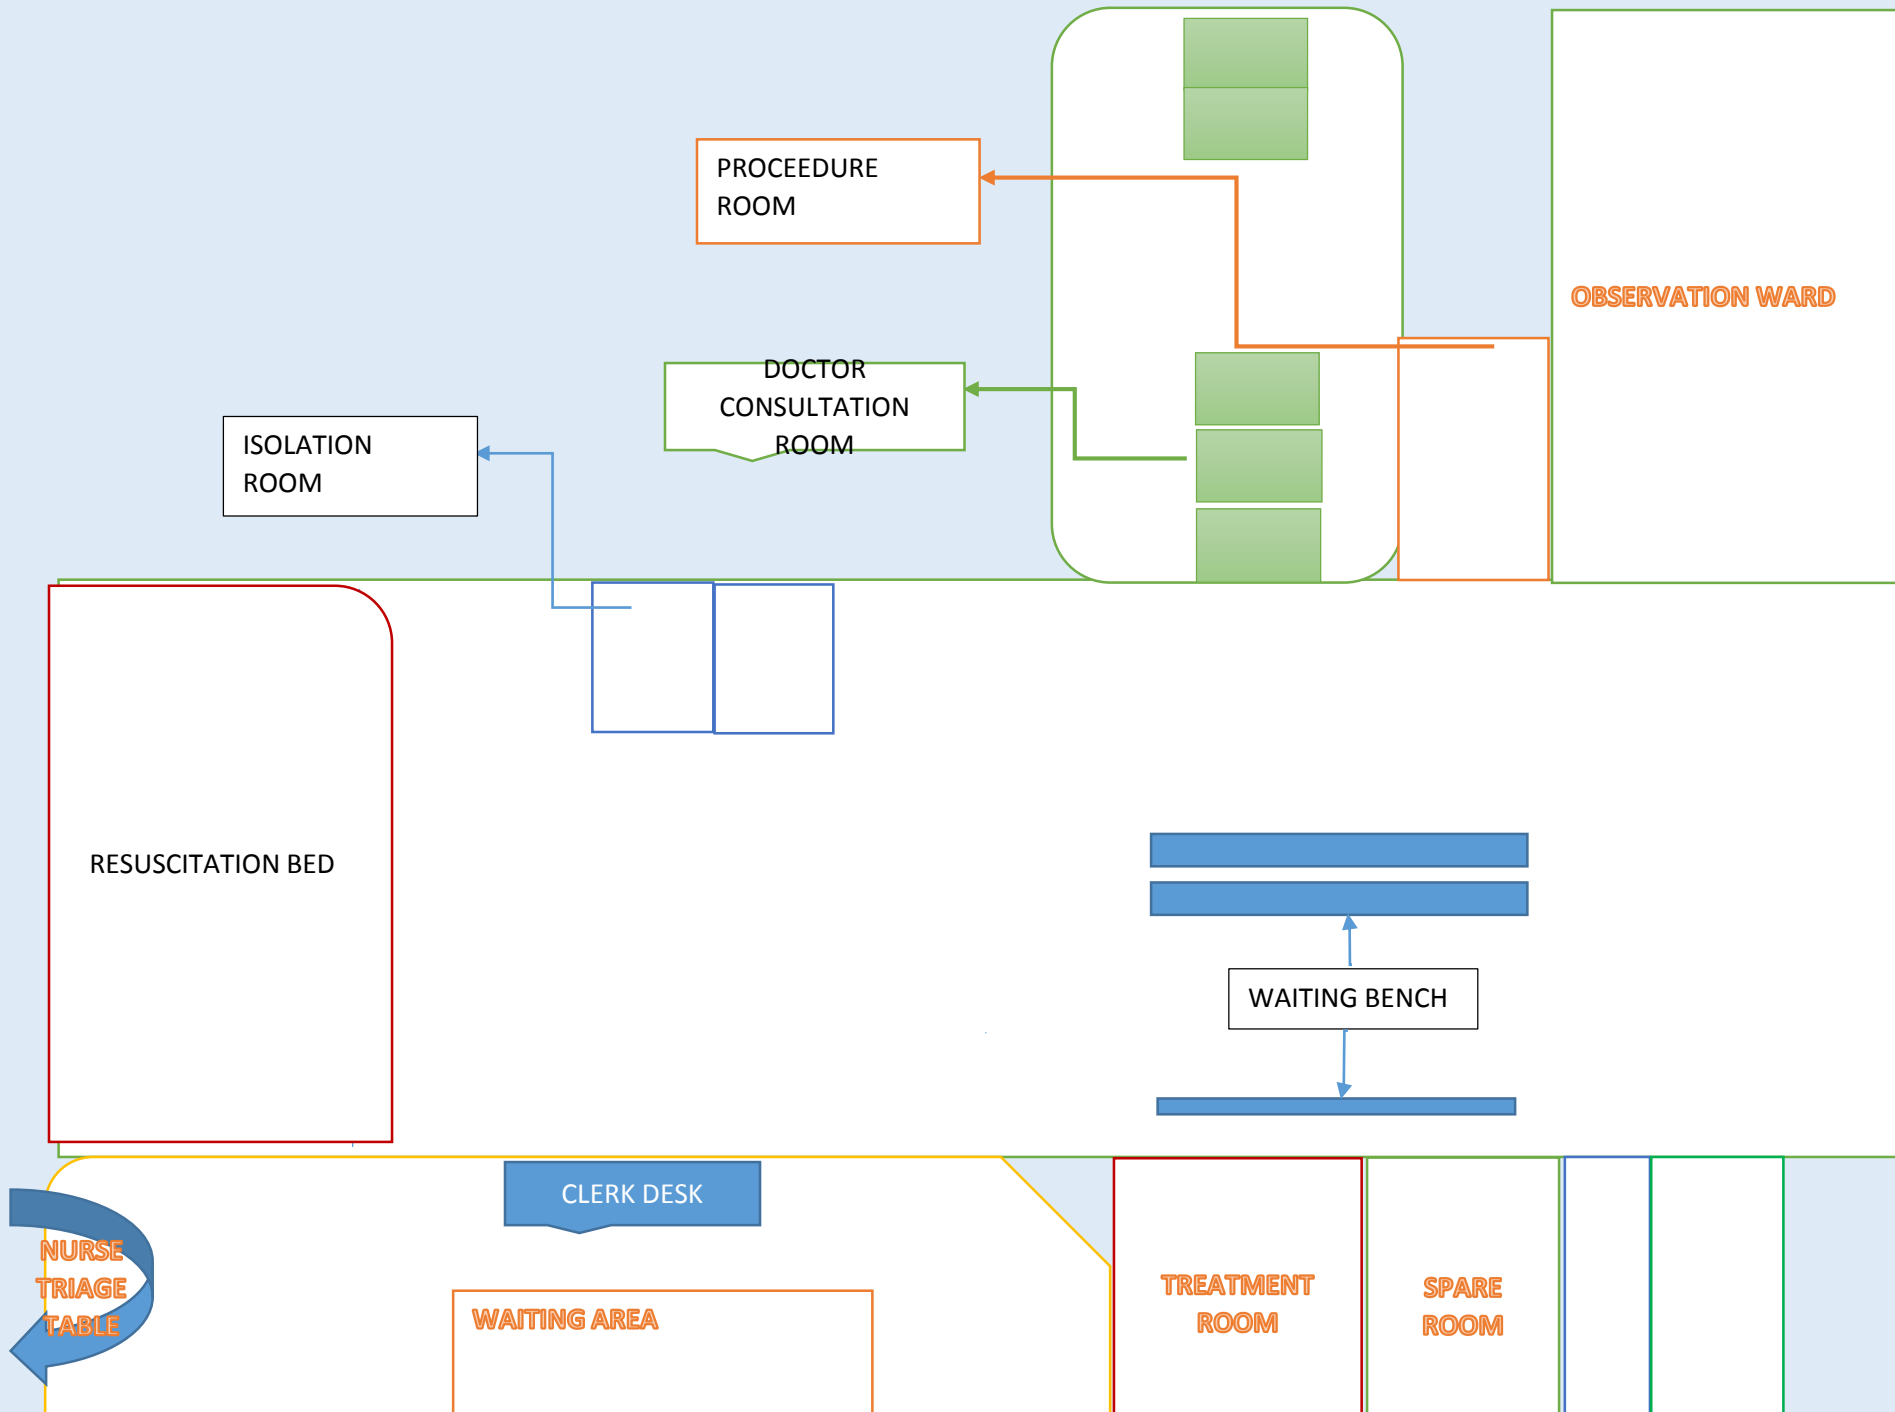 PROCEEDURE
ROOM
OBSERVATION WARD
DOCTOR
CONSULTATION
ROOM
ISOLATION
ROOM
RESUSCITATION BED
WAITING BENCH
CLERK DESK
NURSE
TRIAGE
TABLE
WAITING AREA
TREATMENT
ROOM
SPARE
ROOM